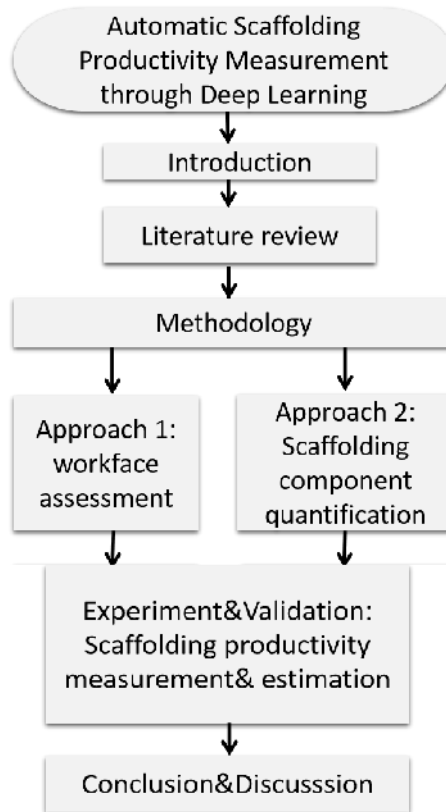 Automatic Scaffolding
Productivity Measurement
through Deep Learning
Introduction
Literature review
Methodology
Approach 1:
workface
assessment
Approach 2:
Scaffolding
component
quantification
Experiment&Validation:
Scaffolding productivity
measurement& estimation
Conclusion&Discusssion